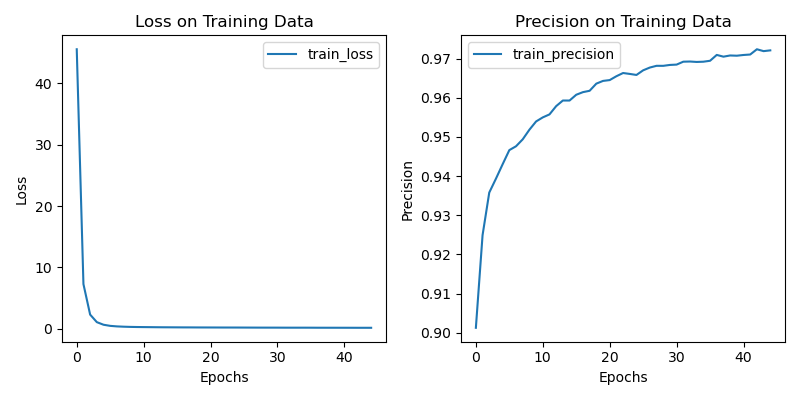 Loss on Training Data
train_loss
40
30
20
10
0
Loss
0 10 20 30 40
Epochs
Precision on Training Data
train_precision
0.97
0.96
0.95
0.94
0.93
0.92
0.91
0.90
Precision
0 10 20 30 40
Epochs